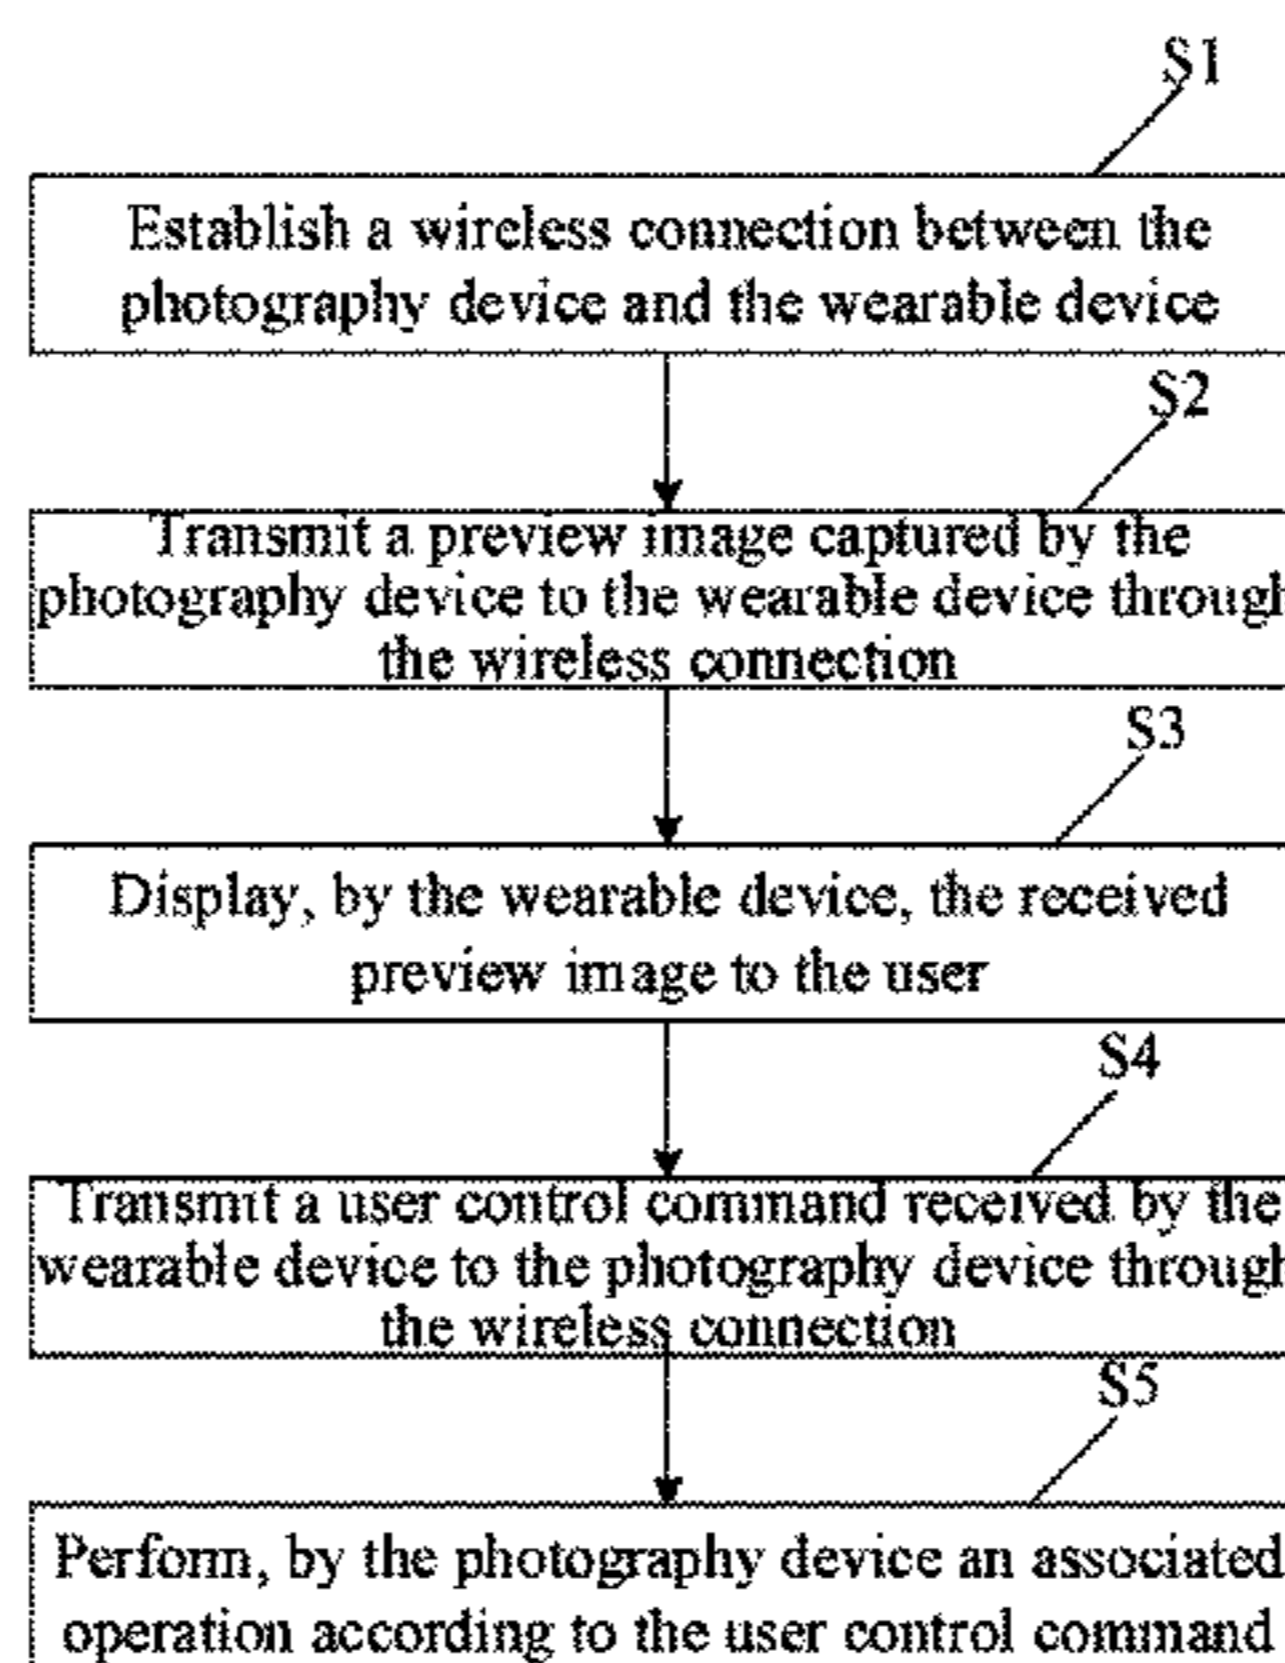 S1
Establish a wireless connection between the
photography device and the wearable device
S2
Transmit a preview image captured by the
photography device to the wearable device through
the wireless connection
S3
Display, by the wearable device, the received
preview image to the user
S4
Transmit a user control command received by the
wearable device to the photography device through
the wireless connection
S5
Perform, by the photography device an associated
operation according to the user control command